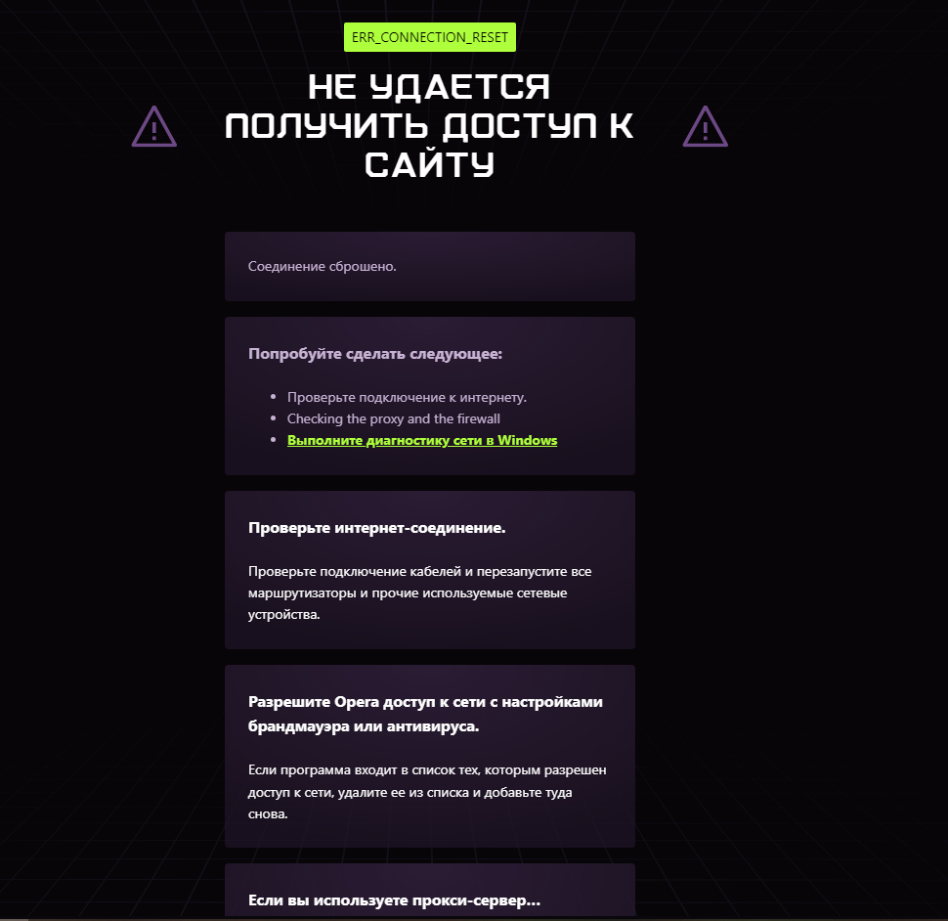 ERR_CONNECTION_RESET
НЕ УДАЕТСЯ
ПОЛУЧИТЬ ДОСТУП К
САЙТУ
Соединение сброшено.
Попробуйте сделать следующее:
• Проверьте подключение к интернету.
• Checking the proxy and the firewall
• Выполните диагностику сети в Windows
Проверьте интернет-соединение.
Проверьте подключение кабелей и перезапустите все
маршрутизаторы и прочие используемые сетевые
устройства.
Разрешите Opera доступ к сети с настройками
брандмауэра или антивируса.
Если программа входит в список тех, которым разрешен
доступ к сети, удалите ее из списка и добавьте туда
снова.
Если вы используете прокси-сервер...